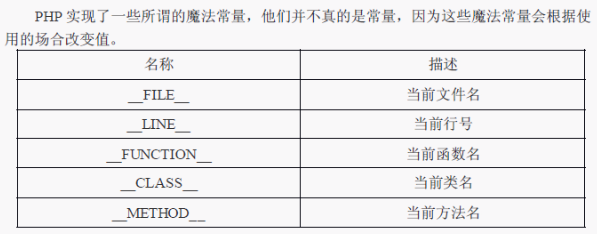 PHP 实现了一些所谓的魔法常量，他们并不真的是常量，因为这些魔法常量会根据使
用的场合改变值。
名称 描述
__FILE__ 当前文件名
__LINE__ 当前行号
__FUNCTION__ 当前函数名
__CLASS__ 当前类名
__METHOD__ 当前方法名